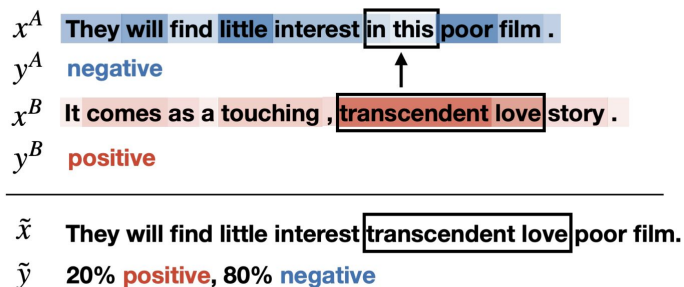 x^A They will find little interest in this poor film .
y^A negative
x^B It comes as a touching , transcendent love story .
y^B positive
x̃ They will find little interest transcendent love poor film.
ỹ 20% positive, 80% negative